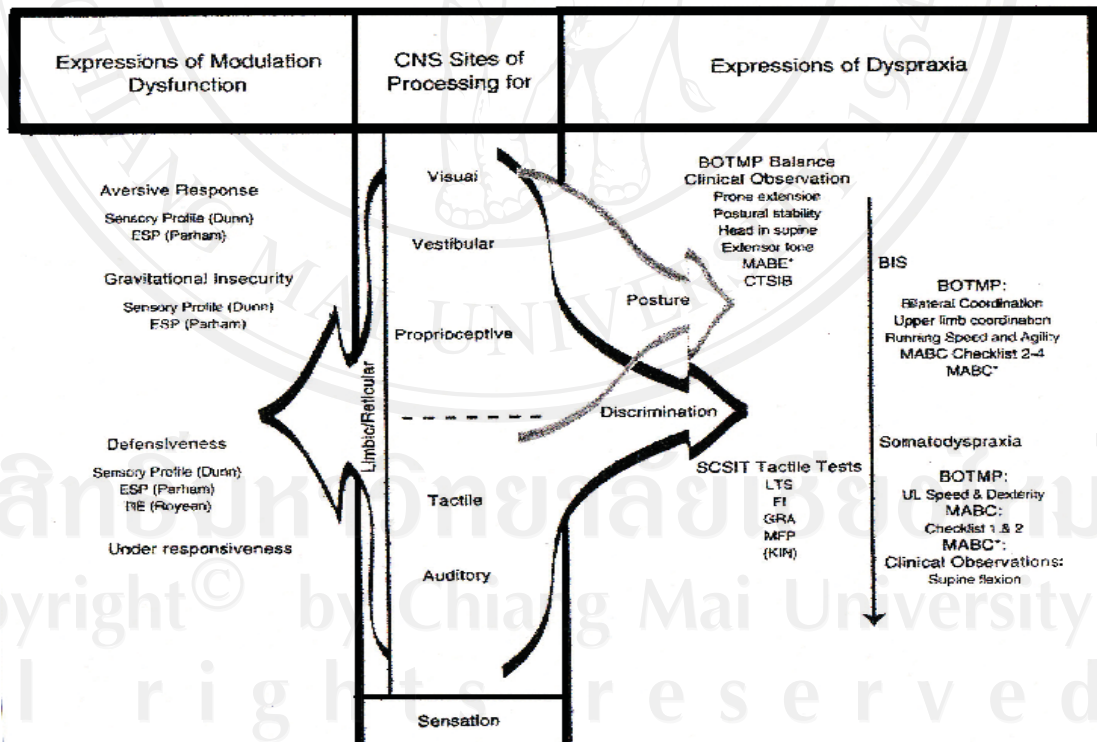 Expressions of Modulation
Dysfunction
CNS Sites of
Processing for
Expressions of Dyspraxia
Aversive Response
Sensory Profile (Dunn)
ESP (Parham)
Gravitational Insecurity
Sensory Profile (Dunn)
ESP (Parham)
Defensiveness
Sensory Profile (Dunn)
ESP (Parham)
(Royeen)
Under responsiveness
Limbic/Reticular
Visual
Vestibular
Proprioceptive
Tactile
Auditory
Sensation
Posture
Discrimination
BOTMP Balance
Clinical Observation
Prone extension
Postural stability
Head in supine
Extensor tone
MABE*
CTSIB
SCSIT Tactile Tests
LTS
FI
GRA
MFP
(KIN)
BIS
BOTMP:
Bilateral Coordination
Upper limb coordination
Running Speed and Agility
MABC Checklist 2-4
MABC*
Somatodyspraxia
BOTMP:
UL Speed & Dexterity
MABC:
Checklist 1 & 2
MABC*:
Clinical Observations:
Supine flexion
CHIANG MAI UNIVERSITY 1964
opyright© by Chiang Mai University
l rights reserved